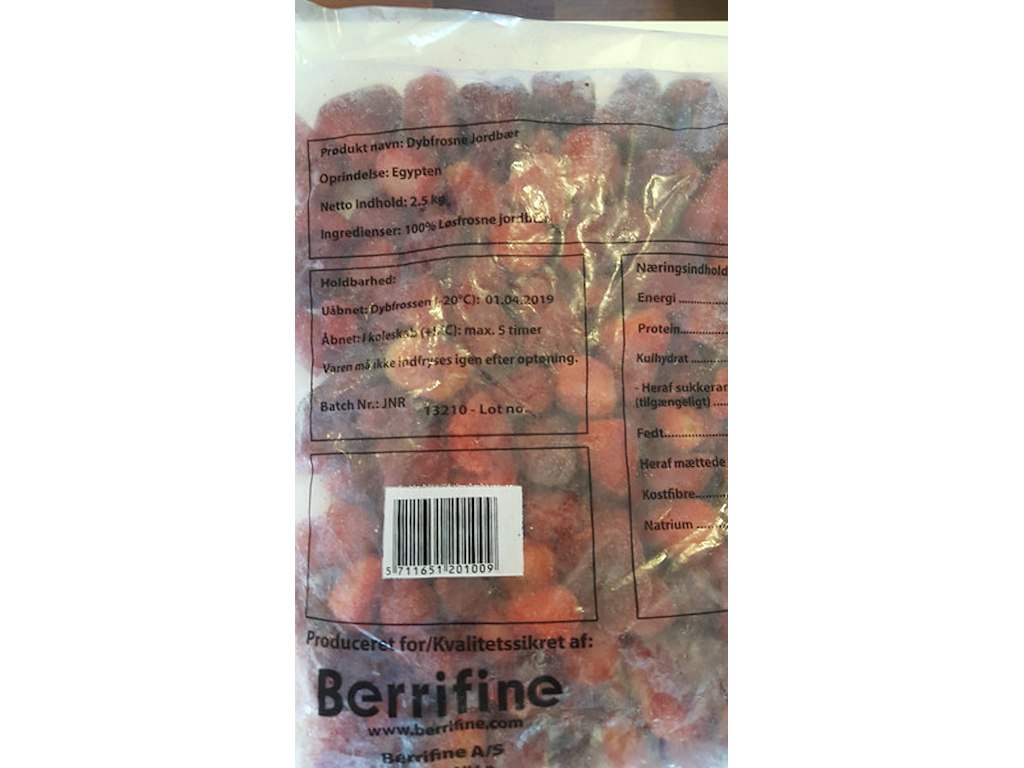 Produkt navn: Dybfrosne Jordbær
Oprindelse: Egypten
Netto Indhold: 2.5 kg
Ingredienser: 100% Løsfrosne jordbær
Holdbarhed:
Uåbnet: Dybfrossen (-20°C): 01.04.2019
Åbnet: I køleskab (+5°C): max. 5 timer
Varen må ikke indfryses igen efter optøning.
Batch Nr.: JNR 13210 - Lot no.
Næringsindhold
Energi ..........
Protein..........
Kulhydrat ..........
- Heraf sukkerar
(tilgængeligt) ....
Fedt..............
Heraf mættede
Kostfibre.........
Natrium ........
5 711651 201009
Produceret for/Kvalitetssikret af:
Berrifine
www.berrifine.com
Berrifine A/S